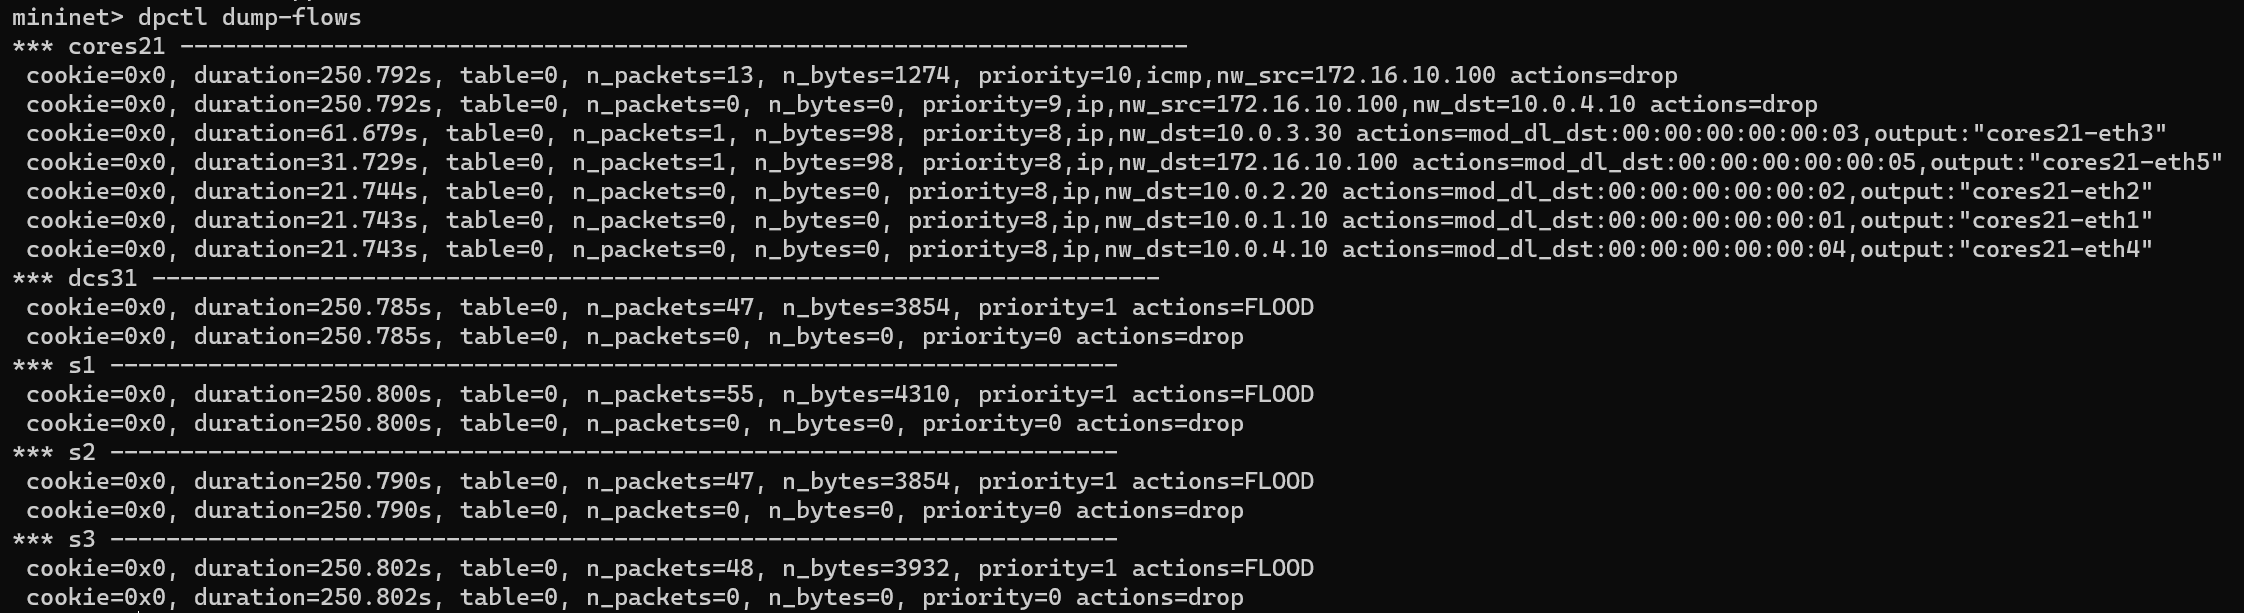 mininet> dpctl dump-flows
*** cores21 ------------------------------------------------------------------------
 cookie=0x0, duration=250.792s, table=0, n_packets=13, n_bytes=1274, priority=10,icmp,nw_src=172.16.10.100 actions=drop
 cookie=0x0, duration=250.792s, table=0, n_packets=0, n_bytes=0, priority=9,ip,nw_src=172.16.10.100,nw_dst=10.0.4.10 actions=drop
 cookie=0x0, duration=61.679s, table=0, n_packets=1, n_bytes=98, priority=8,ip,nw_dst=10.0.3.30 actions=mod_dl_dst:00:00:00:00:00:03,output:"cores21-eth3"
 cookie=0x0, duration=31.729s, table=0, n_packets=1, n_bytes=98, priority=8,ip,nw_dst=172.16.10.100 actions=mod_dl_dst:00:00:00:00:00:05,output:"cores21-eth5"
 cookie=0x0, duration=21.744s, table=0, n_packets=0, n_bytes=0, priority=8,ip,nw_dst=10.0.2.20 actions=mod_dl_dst:00:00:00:00:00:02,output:"cores21-eth2"
 cookie=0x0, duration=21.743s, table=0, n_packets=0, n_bytes=0, priority=8,ip,nw_dst=10.0.1.10 actions=mod_dl_dst:00:00:00:00:00:01,output:"cores21-eth1"
 cookie=0x0, duration=21.743s, table=0, n_packets=0, n_bytes=0, priority=8,ip,nw_dst=10.0.4.10 actions=mod_dl_dst:00:00:00:00:00:04,output:"cores21-eth4"
*** dcs31 ------------------------------------------------------------------------
 cookie=0x0, duration=250.785s, table=0, n_packets=47, n_bytes=3854, priority=1 actions=FLOOD
 cookie=0x0, duration=250.785s, table=0, n_packets=0, n_bytes=0, priority=0 actions=drop
*** s1 ------------------------------------------------------------------------
 cookie=0x0, duration=250.800s, table=0, n_packets=55, n_bytes=4310, priority=1 actions=FLOOD
 cookie=0x0, duration=250.800s, table=0, n_packets=0, n_bytes=0, priority=0 actions=drop
*** s2 ------------------------------------------------------------------------
 cookie=0x0, duration=250.790s, table=0, n_packets=47, n_bytes=3854, priority=1 actions=FLOOD
 cookie=0x0, duration=250.790s, table=0, n_packets=0, n_bytes=0, priority=0 actions=drop
*** s3 ------------------------------------------------------------------------
 cookie=0x0, duration=250.802s, table=0, n_packets=48, n_bytes=3932, priority=1 actions=FLOOD
 cookie=0x0, duration=250.802s, table=0, n_packets=0, n_bytes=0, priority=0 actions=drop